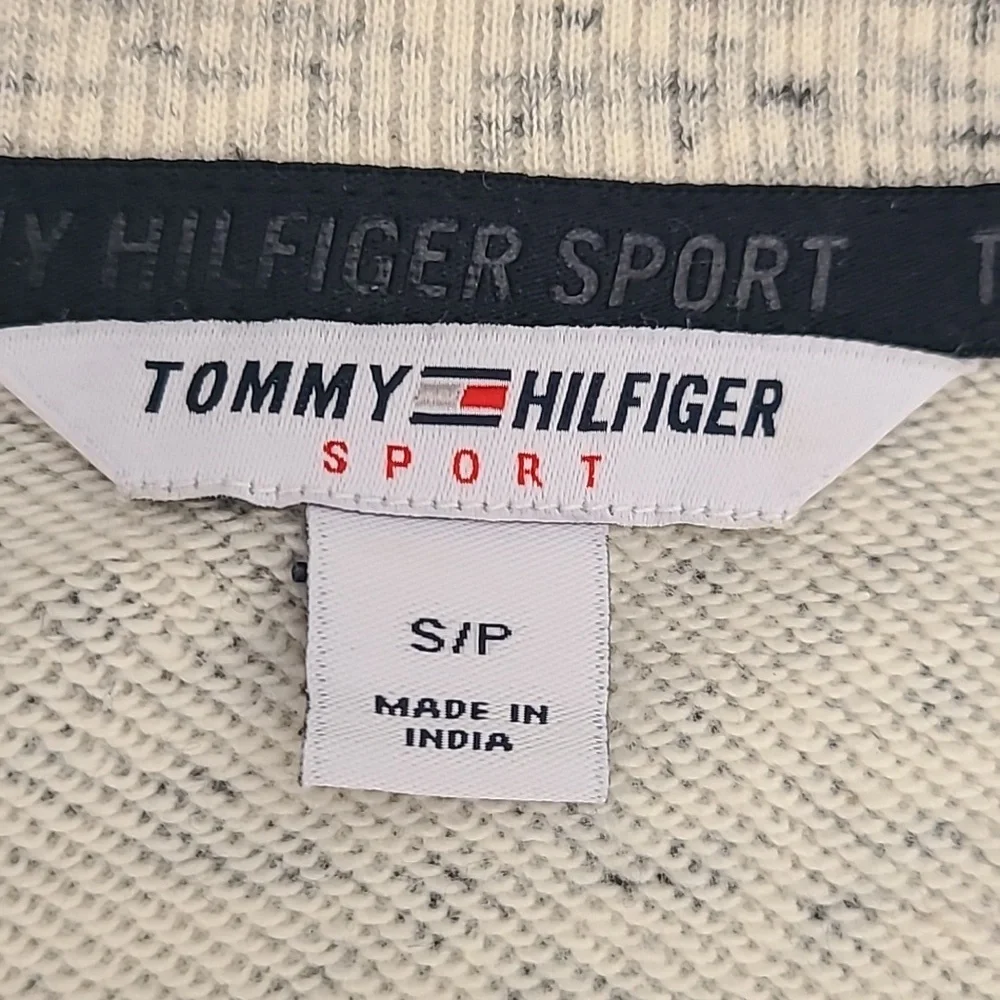 Y HILFIGER SPORT T
TOMMY HILFIGER
SPORT
S/P
MADE IN
INDIA